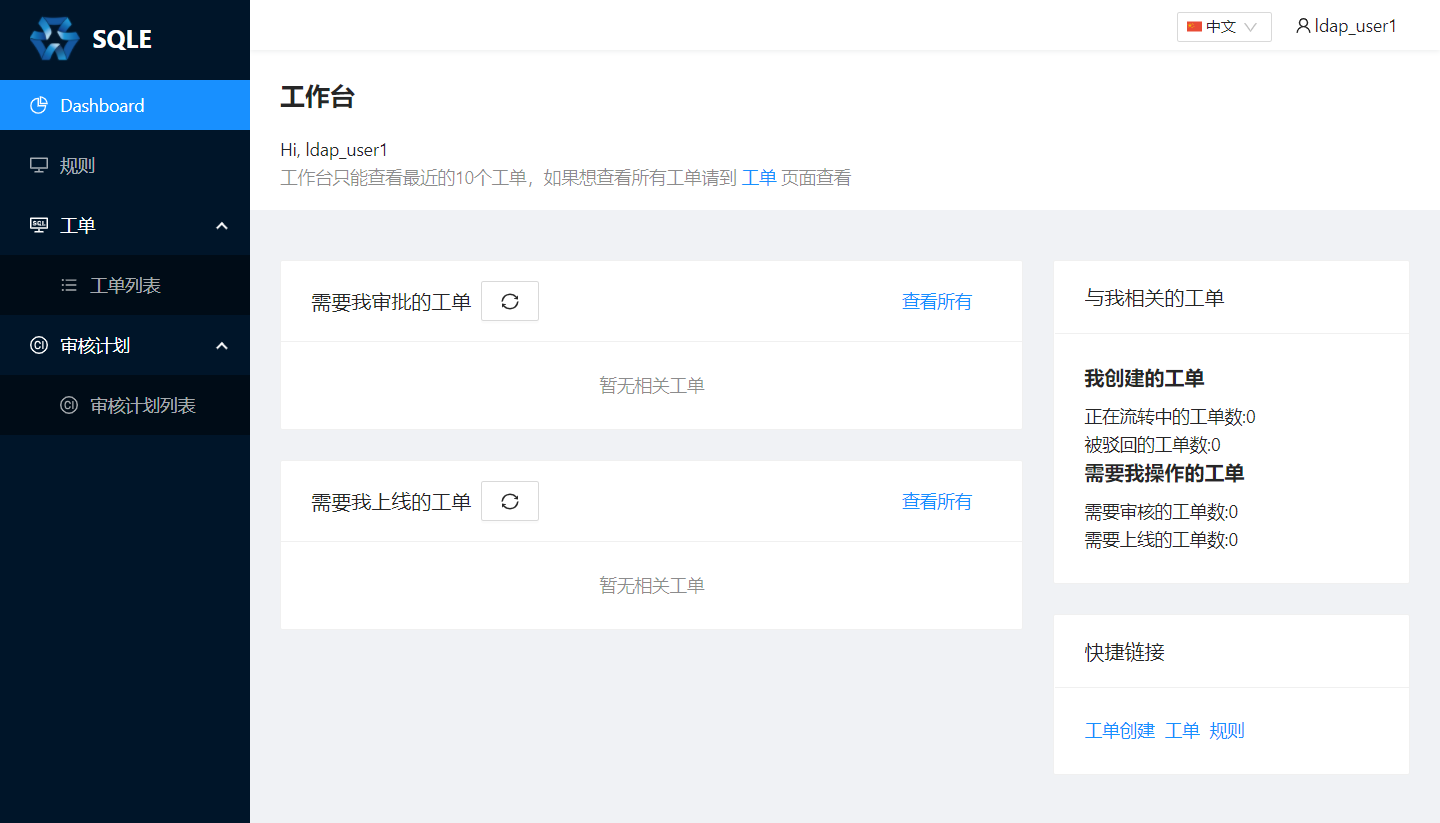 SQLE
Dashboard
规则
工单
工单列表
审核计划
审核计划列表
中文
ldap_user1
工作台
Hi, ldap_user1
工作台只能查看最近的10个工单，如果想查看所有工单请到 工单 页面查看
需要我审批的工单
查看所有
暂无相关工单
需要我上线的工单
查看所有
暂无相关工单
与我相关的工单
我创建的工单
正在流转中的工单数:0
被驳回的工单数:0
需要我操作的工单
需要审核的工单数:0
需要上线的工单数:0
快捷链接
工单创建 工单 规则